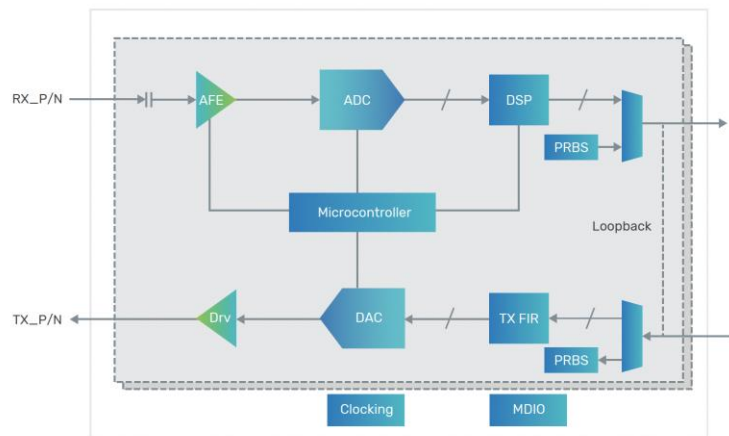 RX_P/N
AFE
ADC
DSP
PRBS
Microcontroller
Loopback
TX_P/N
Drv
DAC
TX FIR
PRBS
Clocking
MDIO